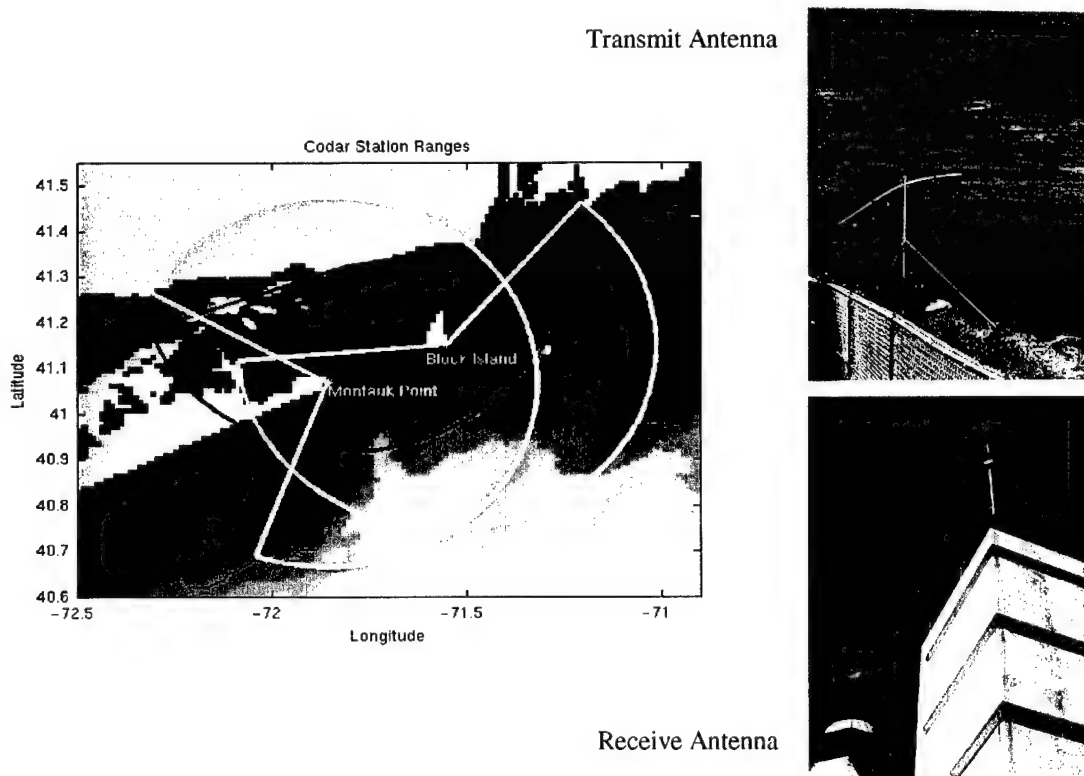 Transmit Antenna
Codar Station Ranges
41.5
41.4
41.3
41.2
41.1
41
40.9
40.8
40.7
40.6
Latitude
Block Island
Montauk Point
-72.5
-72
-71.5
-71
Longitude
Receive Antenna